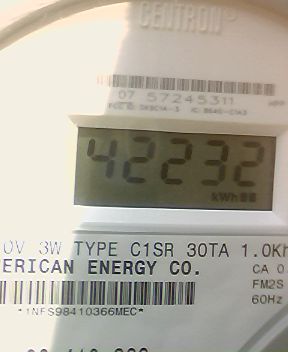 CENTRON
07 57245311
42232
kWh
0V 3W TYPE C1SR 30TA 1.0Kh
ERICAN ENERGY CO.
CA 0.
FM2S
60Hz
*1NFS98410366MEC*